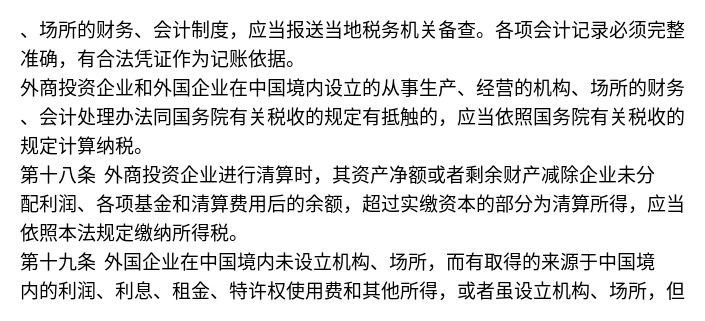 、场所的财务、会计制度，应当报送当地税务机关备查。各项会计记录必须完整
准确，有合法凭证作为记账依据。
外商投资企业和外国企业在中国境内设立的从事生产、经营的机构、场所的财务
、会计处理办法同国务院有关税收的规定有抵触的，应当依照国务院有关税收的
规定计算纳税。
第十八条 外商投资企业进行清算时，其资产净额或者剩余财产减除企业未分
配利润、各项基金和清算费用后的余额，超过实缴资本的部分为清算所得，应当
依照本法规定缴纳所得税。
第十九条 外国企业在中国境内未设立机构、场所，而有取得的来源于中国境
内的利润、利息、租金、特许权使用费和其他所得，或者虽设立机构、场所，但